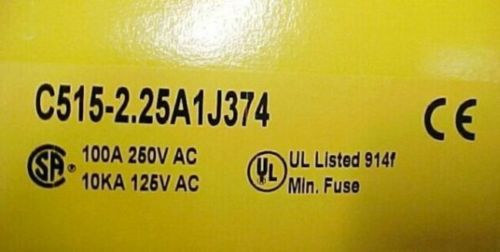 C515-2.25A1J374
CE
SA ® 100A 250V AC
10KA 125V AC
UL UL Listed 914f
Min. Fuse